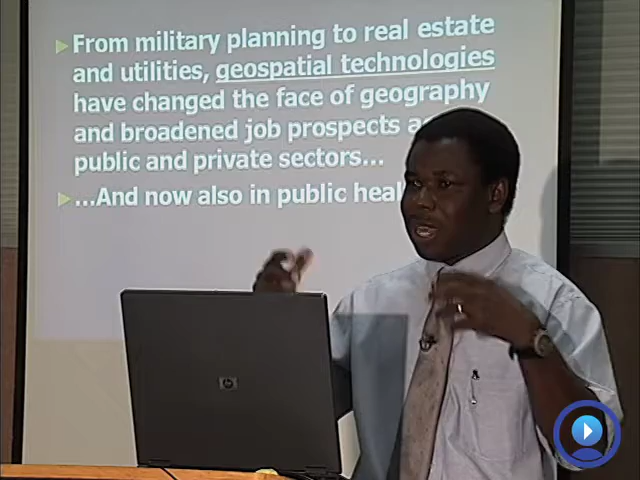 From military planning to real estate
and utilities, geospatial technologies
have changed the face of geography
and broadened job prospects
public and private sectors...
...And now also in public
hp